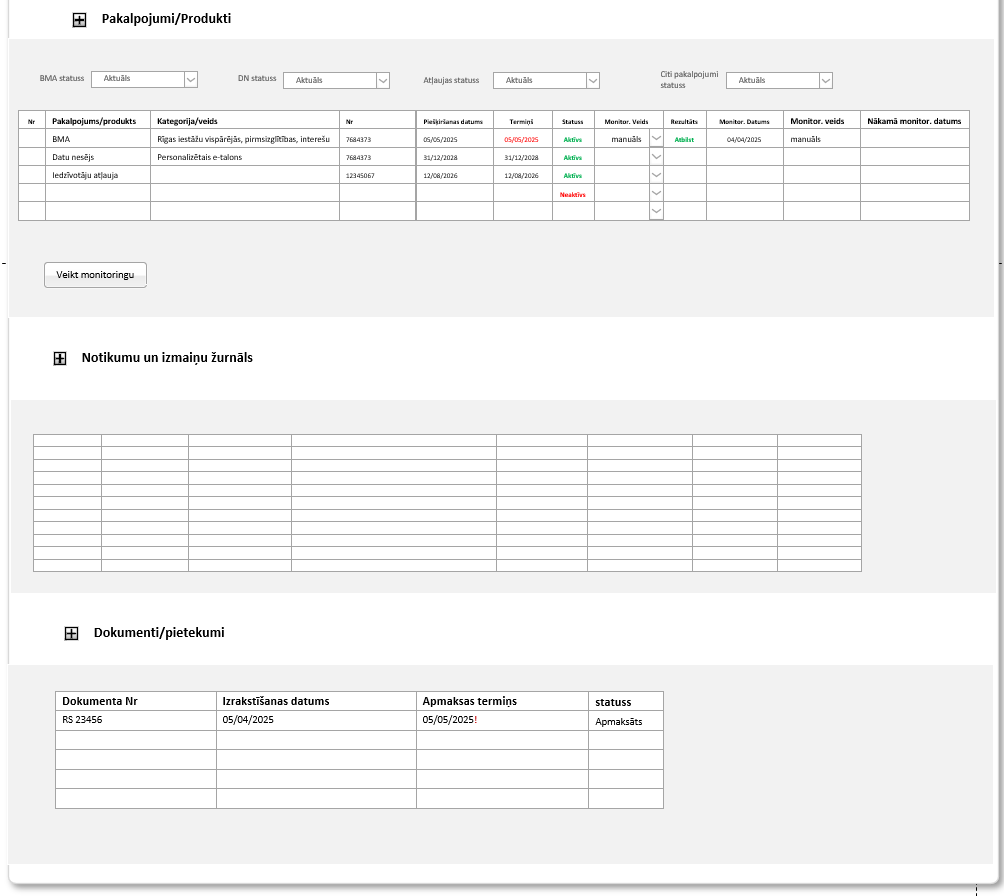 Pakalpojumi/Produkti
BMA statuss Aktuāls DN statuss Aktuāls Atļaujas statuss Aktuāls Citi pakalpojumi statuss Aktuāls
Nr Pakalpojums/produkts Kategorija/veids Nr Piešķiršanas datums Termiņš Statuss Monitor. Veids Rezultāts Monitor. Datums Monitor. veids Nākamā monitor. datums
BMA Rīgas iestāžu vispārējās, pirmsizglītības, interešu 7684373 05/05/2025 05/05/2025 Aktīvs manuāls Atbilst 04/04/2025 manuāls
Datu nesējs Personalizētais e-talons 7684373 31/12/2028 31/12/2028 Aktīvs
Iedzīvotāju atļauja 12345067 12/08/2026 12/08/2026 Aktīvs
Neaktīvs
Veikt monitoringu
Notikumu un izmaiņu žurnāls
Dokumenti/pietekumi
Dokumenta Nr Izrakstīšanas datums Apmaksas termiņs statuss
RS 23456 05/04/2025 05/05/2025! Apmaksāts